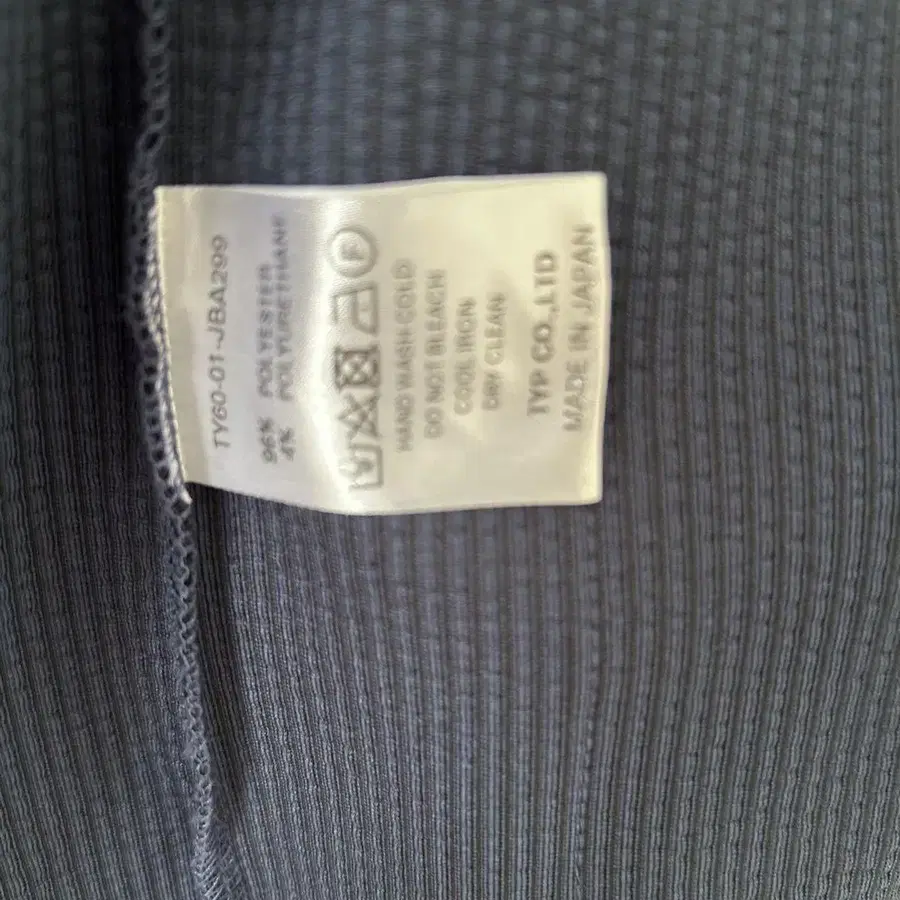 TY60-01-JBA299
96% POLYESTER
4% POLYURETHANE
HAND WASH COLD
DO NOT BLEACH
COOL IRON
DRY CLEAN
TYP CO.,LTD
MADE IN JAPAN